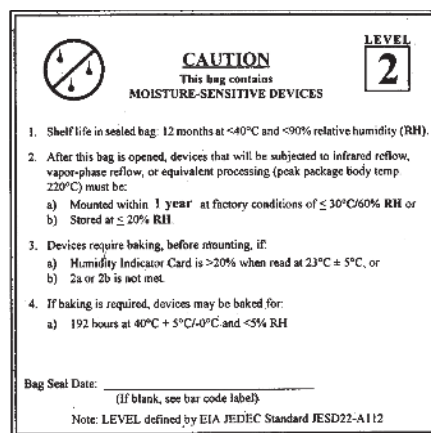 LEVEL
2
CAUTION
This bag contains
MOISTURE-SENSITIVE DEVICES
1. Shelf life in sealed bag: 12 months at <40°C and <90% relative humidity (RH).
2. After this bag is opened, devices that will be subjected to infrared reflow,
vapor-phase reflow, or equivalent processing (peak package body temp
220°C) must be:
a) Mounted within 1 year at factory conditions of ≤ 30°C/60% RH or
b) Stored at ≤ 20% RH.
3. Devices require baking, before mounting, if:
a) Humidity Indicator Card is >20% when read at 23°C ± 5°C, or
b) 2a or 2b is not met.
4. If baking is required, devices may be baked for:
a) 192 hours at 40°C + 5°C/-0°C and <5% RH
Bag Seal Date:
(If blank, see bar code label)
Note: LEVEL defined by EIA JEDEC Standard JESD22-A112